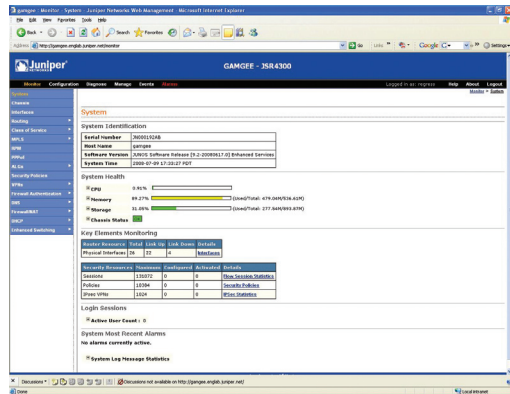 gamgee: Monitor - System - Juniper Networks Web Management - Microsoft Internet Explorer
File Edit View Favorites Tools Help
Back Search Favorites
Address http://gamgee.englab.juniper.net/monitor Go Links Google Settings
Juniper
NETWORKS
GAMGEE - JSR4300
Monitor Configuration Diagnose Manage Events Alarms Logged in as: regress Help About Logout
Monitor System
System
Chassis
Interfaces
Routing
Class of Service
MPLS
RPM
PPPoE
ALGs
Security Policies
VPNs
Firewall Authentication
IDS
Firewall/NAT
DHCP
Enhanced Switching
System
System Identification
Serial Number JN000192AB
Host Name gamgee
Software Version JUNOS Software Release [9.2-20080617.0] Enhanced Services
System Time 2008-07-09 17:33:27 PDT
System Health
CPU 0.91%
Memory 89.27% (Used/Total: 479.04M/536.61M)
Storage 31.08% (Used/Total: 277.54M/893.07M)
Chassis Status
Key Elements Monitoring
Router Resource Total Link Up Link Down Details
Physical Interfaces 26 22 4 Interfaces
Security Resources Maximum Configured Activated Details
Sessions 131072 0 0 Flow Session Statistics
Policies 10384 0 0 Security Policies
IPsec VPNs 1024 0 0 IPSec Statistics
Login Sessions
Active User Count : 0
System Most Recent Alarms
No alarms currently active.
System Log Message Statistics
Discussions Discussions not available on http://gamgee.englab.juniper.net/
Done Local intranet